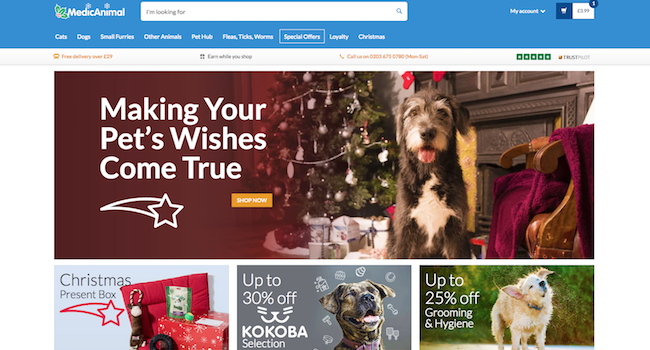 MedicAnimal
I'm looking for
My account
1
£3.99
Cats Dogs Small Furries Other Animals Pet Hub Fleas, Ticks, Worms Special Offers Loyalty Christmas
Free delivery over £29
Earn while you shop
Call us on 0203 675 0780 (Mon-Sat)
TRUSTPILOT
Making Your
Pet's Wishes
Come True
SHOP NOW
Christmas
Present Box
Up to
30% off
KOKOBA
Selection
Up to
25% off
Grooming
& Hygiene